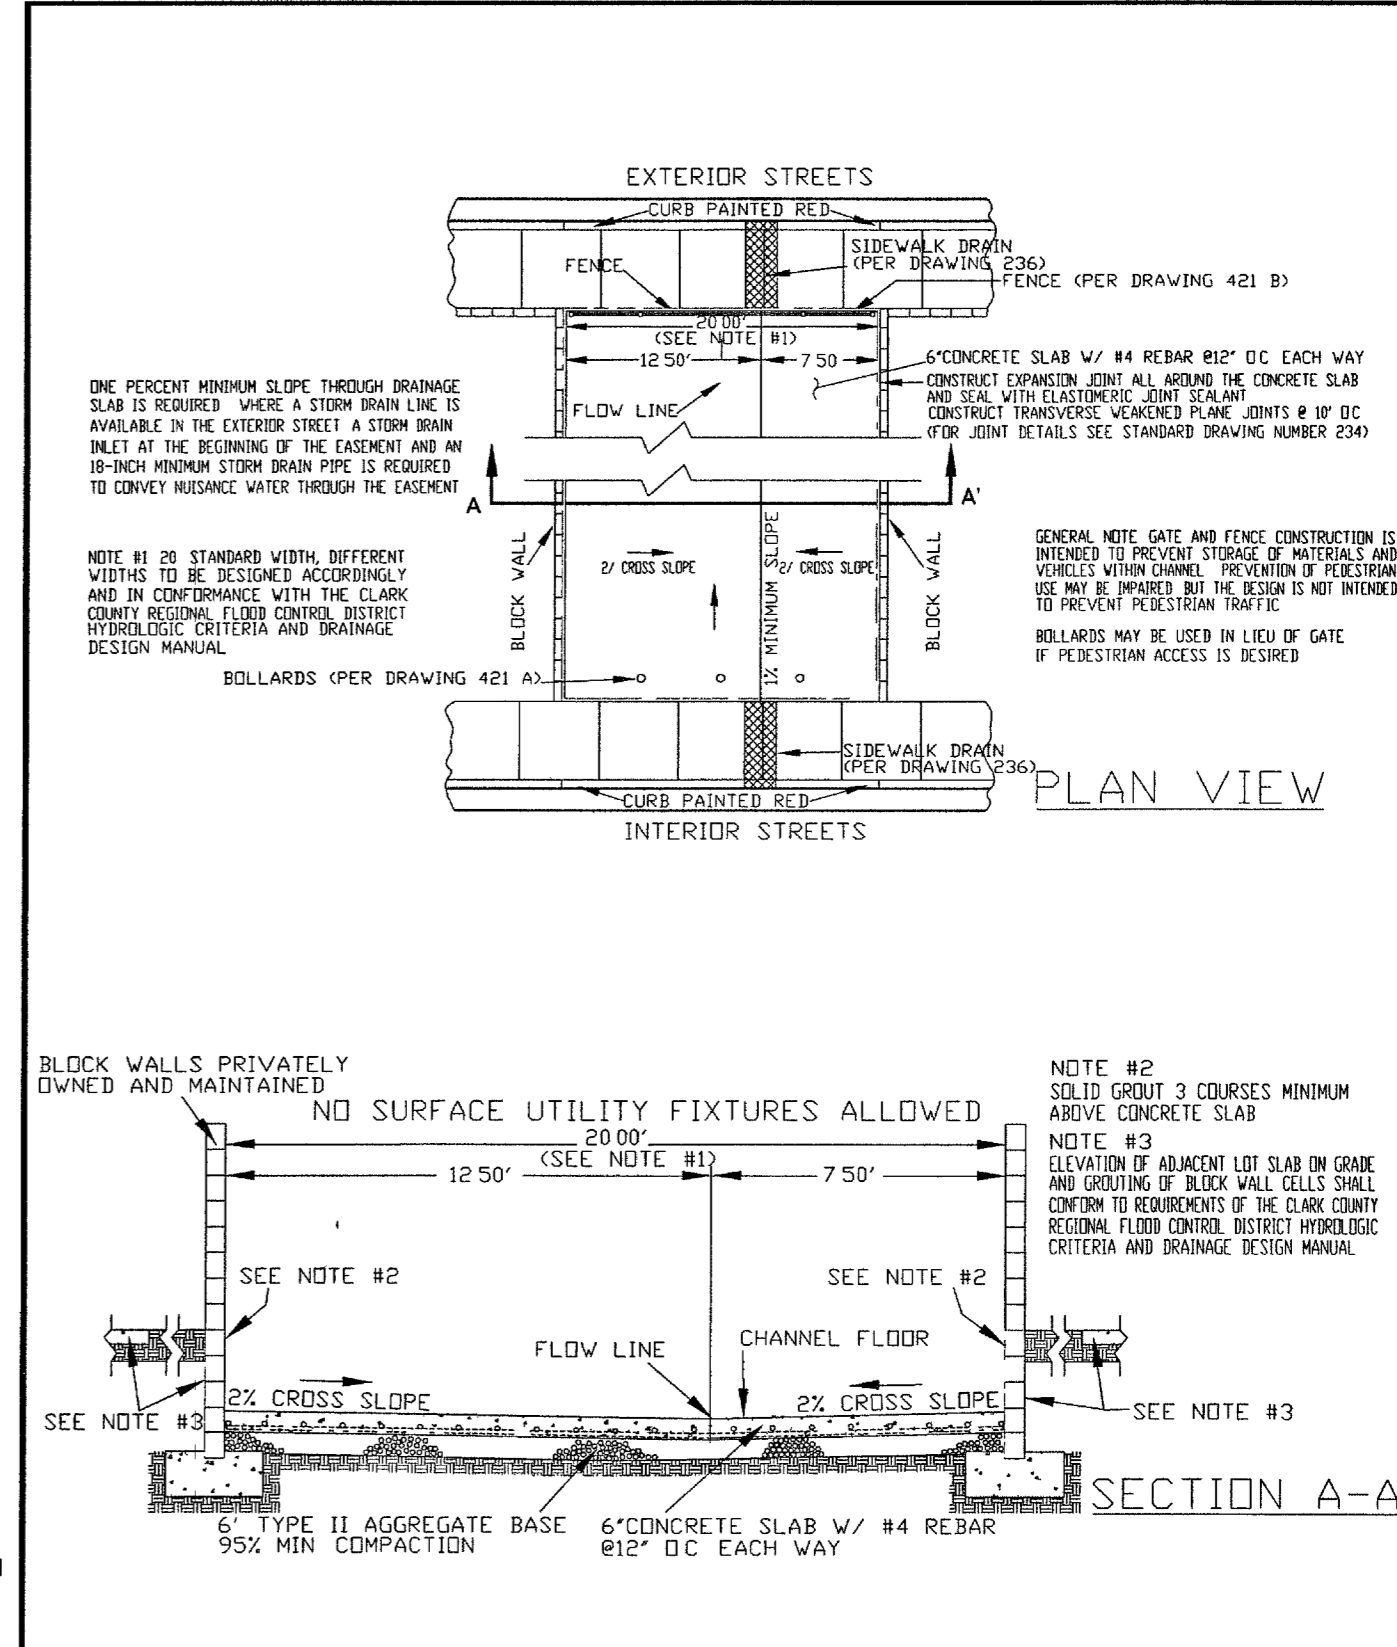 EXTERIOR STREETS
CURB PAINTED RED
SIDEWALK DRAIN
(PER DRAWING 236)
FENCE
FENCE (PER DRAWING 421 B)
20 00'
(SEE NOTE #1)
12 50'
7 50
6"CONCRETE SLAB W/ #4 REBAR @12" OC EACH WAY
CONSTRUCT EXPANSION JOINT ALL AROUND THE CONCRETE SLAB
AND SEAL WITH ELASTOMERIC JOINT SEALANT
CONSTRUCT TRANSVERSE WEAKENED PLANE JOINTS @ 10' OC
(FOR JOINT DETAILS SEE STANDARD DRAWING NUMBER 234)
FLOW LINE
ONE PERCENT MINIMUM SLOPE THROUGH DRAINAGE
SLAB IS REQUIRED WHERE A STORM DRAIN LINE IS
AVAILABLE IN THE EXTERIOR STREET A STORM DRAIN
INLET AT THE BEGINNING OF THE EASEMENT AND AN
18-INCH MINIMUM STORM DRAIN PIPE IS REQUIRED
TO CONVEY NUISANCE WATER THROUGH THE EASEMENT
A
A'
NOTE #1 20 STANDARD WIDTH, DIFFERENT
WIDTHS TO BE DESIGNED ACCORDINGLY
AND IN CONFORMANCE WITH THE CLARK
COUNTY REGIONAL FLOOD CONTROL DISTRICT
HYDROLOGIC CRITERIA AND DRAINAGE
DESIGN MANUAL
BLOCK WALL
2/ CROSS SLOPE
1% MINIMUM SLOPE
2/ CROSS SLOPE
BLOCK WALL
GENERAL NOTE GATE AND FENCE CONSTRUCTION IS
INTENDED TO PREVENT STORAGE OF MATERIALS AND
VEHICLES WITHIN CHANNEL PREVENTION OF PEDESTRIAN
USE MAY BE IMPAIRED BUT THE DESIGN IS NOT INTENDED
TO PREVENT PEDESTRIAN TRAFFIC
BOLLARDS MAY BE USED IN LIEU OF GATE
IF PEDESTRIAN ACCESS IS DESIRED
BOLLARDS (PER DRAWING 421 A)
SIDEWALK DRAIN
(PER DRAWING 236)
CURB PAINTED RED
INTERIOR STREETS
PLAN VIEW
BLOCK WALLS PRIVATELY
OWNED AND MAINTAINED
NO SURFACE UTILITY FIXTURES ALLOWED
20 00'
(SEE NOTE #1)
12 50'
7 50'
NOTE #2
SOLID GROUT 3 COURSES MINIMUM
ABOVE CONCRETE SLAB
NOTE #3
ELEVATION OF ADJACENT LOT SLAB ON GRADE
AND GROUTING OF BLOCK WALL CELLS SHALL
CONFORM TO REQUIREMENTS OF THE CLARK COUNTY
REGIONAL FLOOD CONTROL DISTRICT HYDROLOGIC
CRITERIA AND DRAINAGE DESIGN MANUAL
SEE NOTE #2
SEE NOTE #2
FLOW LINE
CHANNEL FLOOR
2% CROSS SLOPE
2% CROSS SLOPE
SEE NOTE #3
SEE NOTE #3
6' TYPE II AGGREGATE BASE
95% MIN COMPACTION
6"CONCRETE SLAB W/ #4 REBAR
@12" OC EACH WAY
SECTION A-A